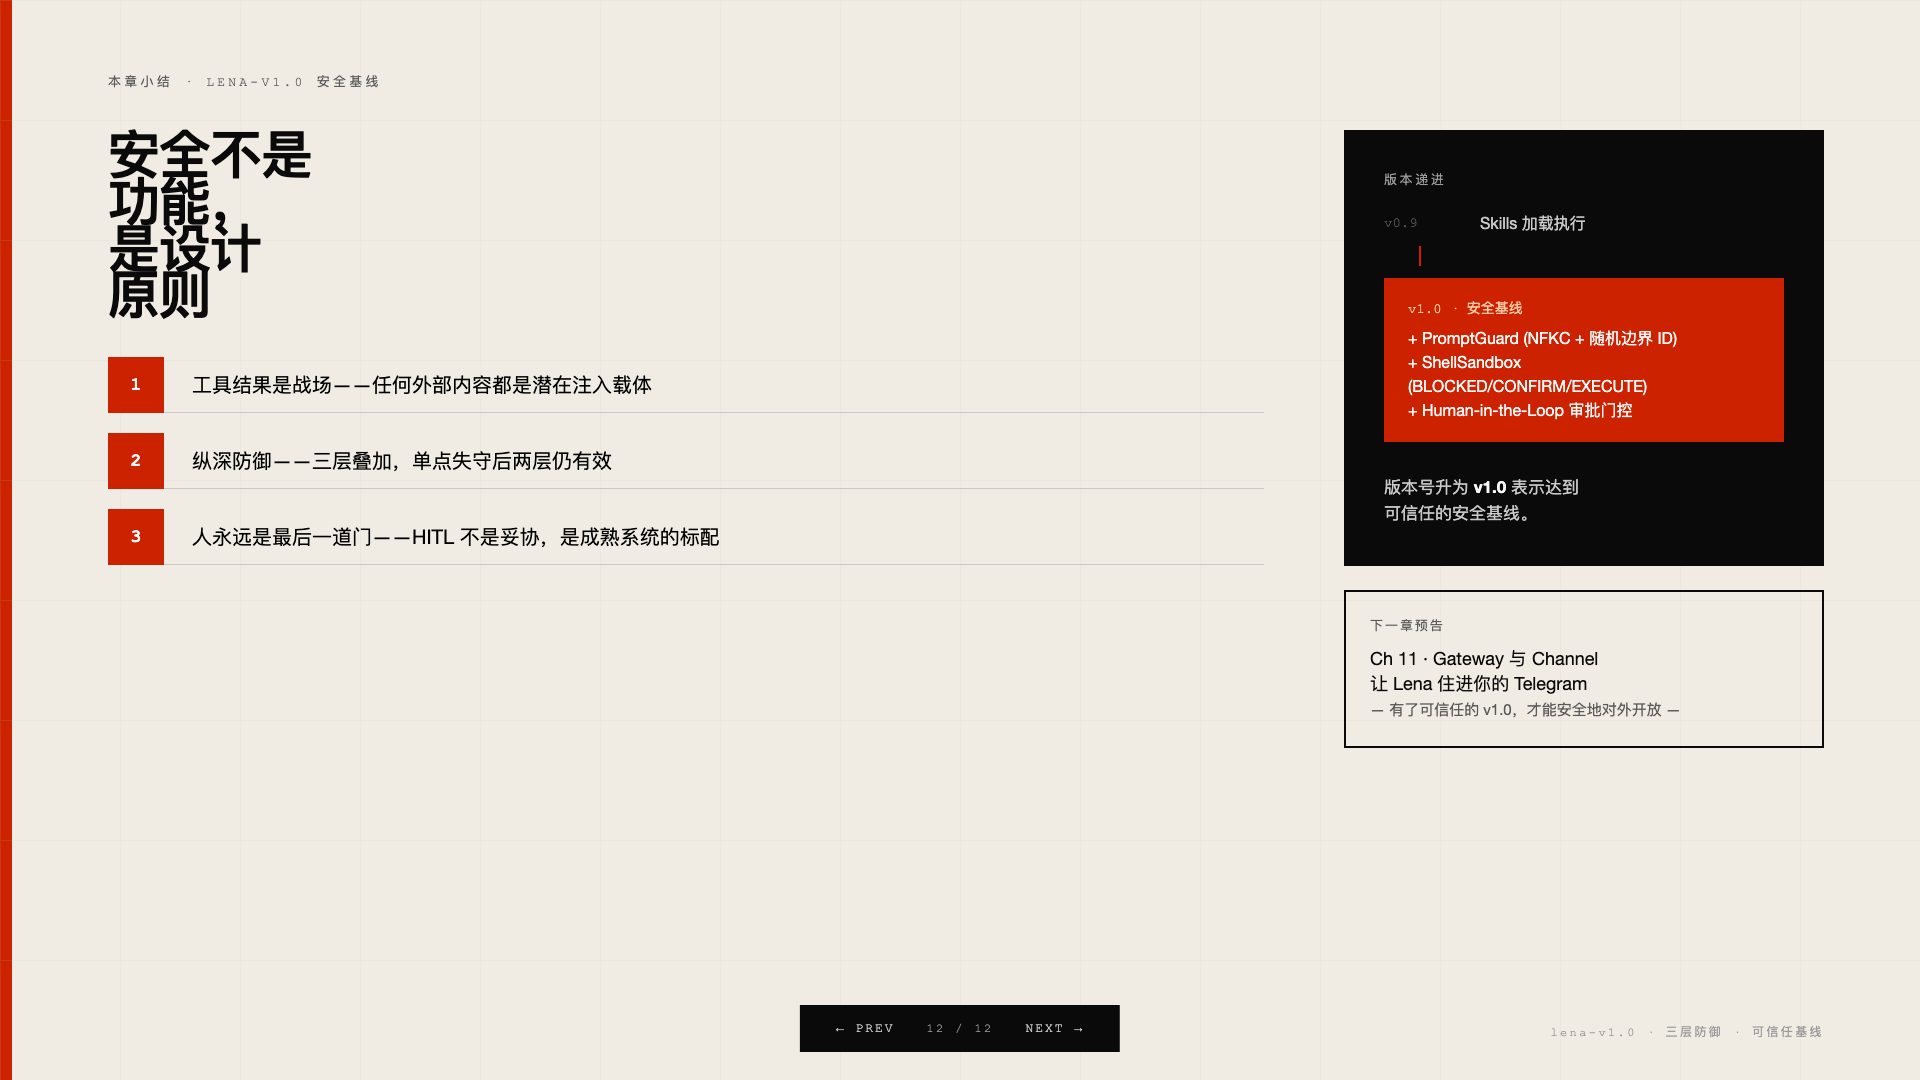 本章小结 · LENA-V1.0 安全基线
安全不是
功能，
是设计
原则
1 工具结果是战场——任何外部内容都是潜在注入载体
2 纵深防御——三层叠加，单点失守后两层仍有效
3 人永远是最后一道门——HITL 不是妥协，是成熟系统的标配
版本递进
v0.9 Skills 加载执行
v1.0 · 安全基线
+ PromptGuard (NFKC + 随机边界 ID)
+ ShellSandbox
(BLOCKED/CONFIRM/EXECUTE)
+ Human-in-the-Loop 审批门控
版本号升为 v1.0 表示达到
可信任的安全基线。
下一章预告
Ch 11 · Gateway 与 Channel
让 Lena 住进你的 Telegram
— 有了可信任的 v1.0，才能安全地对外开放 —
← PREV 12 / 12 NEXT →
lena-v1.0 · 三层防御 · 可信任基线